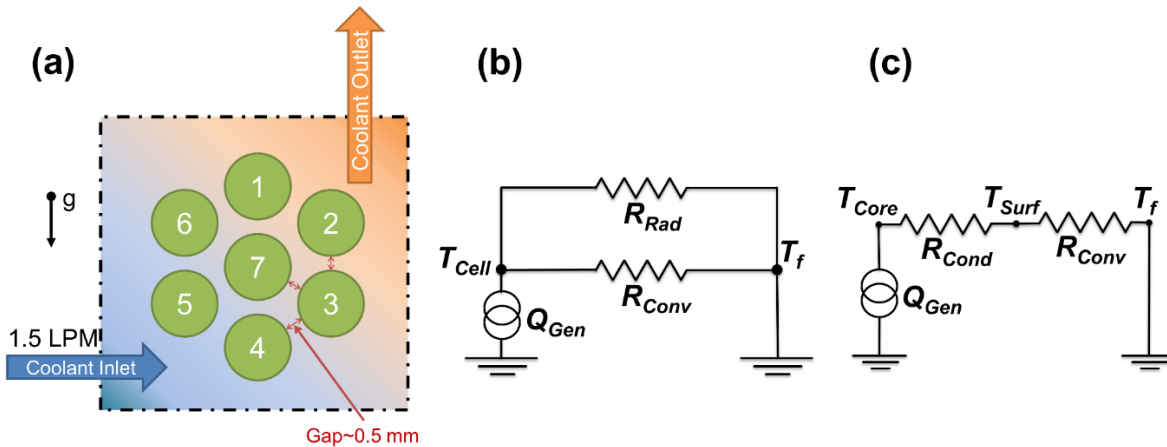 (a)
Coolant Outlet
g
1
6
2
7
5
3
4
1.5 LPM
Coolant Inlet
Gap~0.5 mm
(b)
R_Rad
T_Cell
T_f
R_Conv
Q_Gen
(c)
T_Core
T_Surf
T_f
R_Cond
R_Conv
Q_Gen